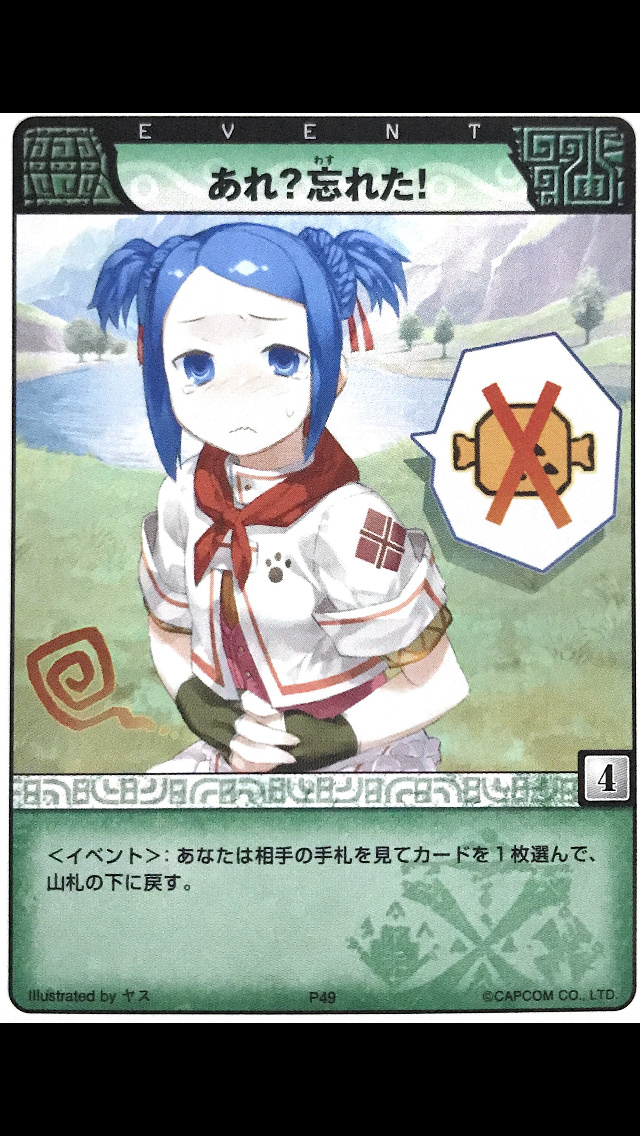 EVENT
わす
あれ?忘れた!
4
<イベント>：あなたは相手の手札を見てカードを1枚選んで、
山札の下に戻す。
Illustrated by ヤス
P49
©CAPCOM CO., LTD.